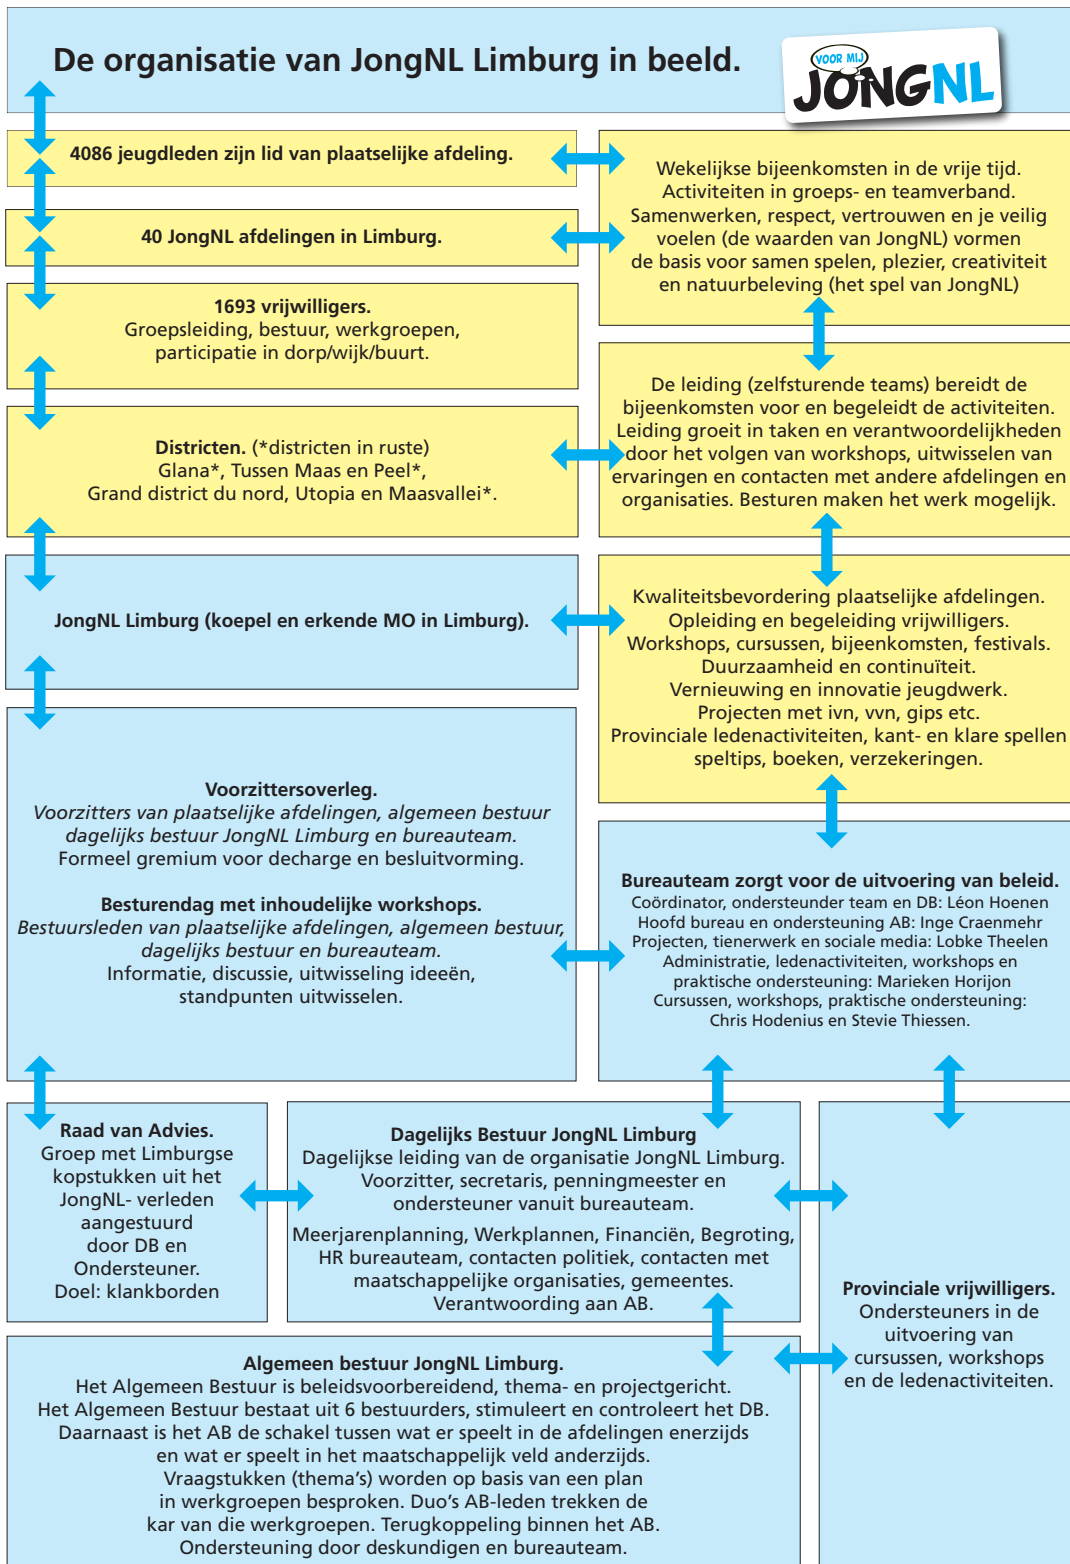 De organisatie van JongNL Limburg in beeld.
VOOR MIJ
JONGNL
4086 jeugdleden zijn lid van plaatselijke afdeling.
40 JongNL afdelingen in Limburg.
Wekelijkse bijeenkomsten in de vrije tijd.
Activiteiten in groeps- en teamverband.
Samenwerken, respect, vertrouwen en je veilig
voelen (de waarden van JongNL) vormen
de basis voor samen spelen, plezier, creativiteit
en natuurbeleving (het spel van JongNL)
1693 vrijwilligers.
Groepsleiding, bestuur, werkgroepen,
participatie in dorp/wijk/buurt.
De leiding (zelfsturende teams) bereidt de
bijeenkomsten voor en begeleidt de activiteiten.
Leiding groeit in taken en verantwoordelijkheden
door het volgen van workshops, uitwisselen van
ervaringen en contacten met andere afdelingen en
organisaties. Besturen maken het werk mogelijk.
Districten. (*districten in ruste)
Glana*, Tussen Maas en Peel*,
Grand district du nord, Utopia en Maasvallei*.
JongNL Limburg (koepel en erkende MO in Limburg).
Kwaliteitsbevordering plaatselijke afdelingen.
Opleiding en begeleiding vrijwilligers.
Workshops, cursussen, bijeenkomsten, festivals.
Duurzaamheid en continuïteit.
Vernieuwing en innovatie jeugdwerk.
Projecten met ivn, vvn, gips etc.
Provinciale ledenactiviteiten, kant- en klare spellen
speltips, boeken, verzekeringen.
Voorzittersoverleg.
Voorzitters van plaatselijke afdelingen, algemeen bestuur
dagelijks bestuur JongNL Limburg en bureauteam.
Formeel gremium voor decharge en besluitvorming.
Besturendag met inhoudelijke workshops.
Bestuursleden van plaatselijke afdelingen, algemeen bestuur,
dagelijks bestuur en bureauteam.
Informatie, discussie, uitwisseling ideeën,
standpunten uitwisselen.
Bureauteam zorgt voor de uitvoering van beleid.
Coördinator, ondersteunder team en DB: Léon Hoenen
Hoofd bureau en ondersteuning AB: Inge Craenmehr
Projecten, tienerwerk en sociale media: Lobke Theelen
Administratie, ledenactiviteiten, workshops en
praktische ondersteuning: Marieken Horijon
Cursussen, workshops, praktische ondersteuning:
Chris Hodenius en Stevie Thiessen.
Raad van Advies.
Groep met Limburgse
kopstukken uit het
JongNL- verleden
aangestuurd
door DB en
Ondersteuner.
Doel: klankborden
Dagelijks Bestuur JongNL Limburg
Dagelijkse leiding van de organisatie JongNL Limburg.
Voorzitter, secretaris, penningmeester en
ondersteuner vanuit bureauteam.
Meerjarenplanning, Werkplannen, Financiën, Begroting,
HR bureauteam, contacten politiek, contacten met
maatschappelijke organisaties, gemeentes.
Verantwoording aan AB.
Provinciale vrijwilligers.
Ondersteuners in de
uitvoering van
cursussen, workshops
en de ledenactiviteiten.
Algemeen bestuur JongNL Limburg.
Het Algemeen Bestuur is beleidsvoorbereidend, thema- en projectgericht.
Het Algemeen Bestuur bestaat uit 6 bestuurders, stimuleert en controleert het DB.
Daarnaast is het AB de schakel tussen wat er speelt in de afdelingen enerzijds
en wat er speelt in het maatschappelijk veld anderzijds.
Vraagstukken (thema's) worden op basis van een plan
in werkgroepen besproken. Duo's AB-leden trekken de
kar van die werkgroepen. Terugkoppeling binnen het AB.
Ondersteuning door deskundigen en bureauteam.